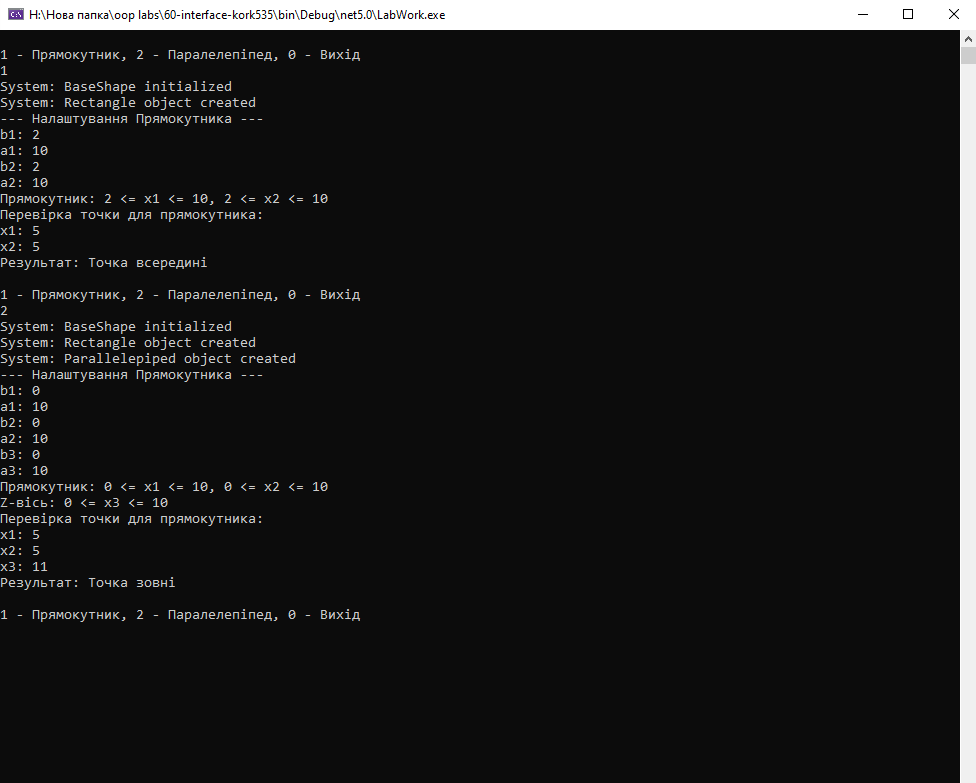 H:\Нова папка\oop labs\60-interface-kork535\bin\Debug\net5.0\LabWork.exe
1 - Прямокутник, 2 - Паралелепіпед, 0 - Вихід
1
System: BaseShape initialized
System: Rectangle object created
--- Налаштування Прямокутника ---
b1: 2
a1: 10
b2: 2
a2: 10
Прямокутник: 2 <= x1 <= 10, 2 <= x2 <= 10
Перевірка точки для прямокутника:
x1: 5
x2: 5
Результат: Точка всередині
1 - Прямокутник, 2 - Паралелепіпед, 0 - Вихід
2
System: BaseShape initialized
System: Rectangle object created
System: Parallelepiped object created
--- Налаштування Прямокутника ---
b1: 0
a1: 10
b2: 0
a2: 10
b3: 0
a3: 10
Прямокутник: 0 <= x1 <= 10, 0 <= x2 <= 10
Z-вісь: 0 <= x3 <= 10
Перевірка точки для прямокутника:
x1: 5
x2: 5
x3: 11
Результат: Точка зовні
1 - Прямокутник, 2 - Паралелепіпед, 0 - Вихід